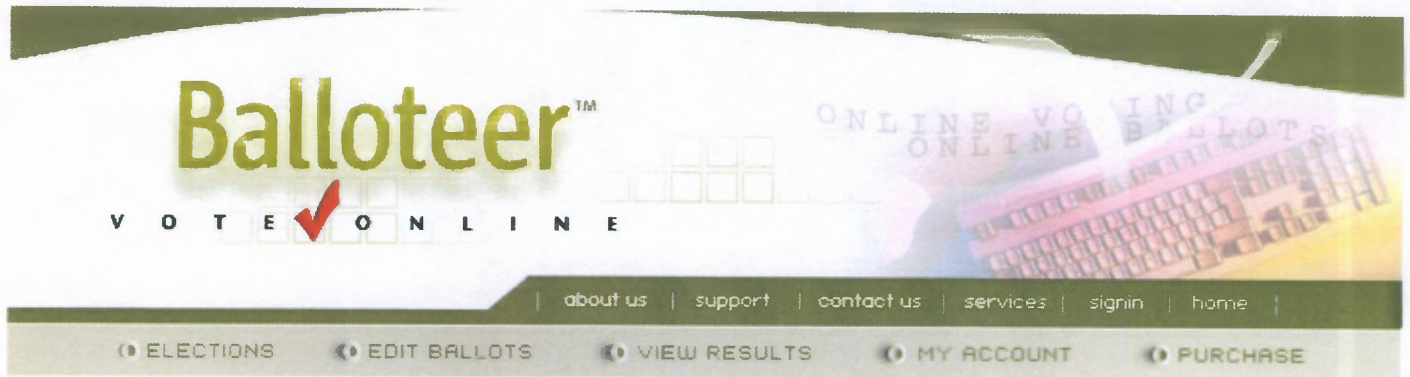 Balloteer™
VOTE ONLINE
ONLINE VOTING
ONLINE BALLOTS
about us | support | contact us | services | signin | home |
ELECTIONS EDIT BALLOTS VIEW RESULTS MY ACCOUNT PURCHASE